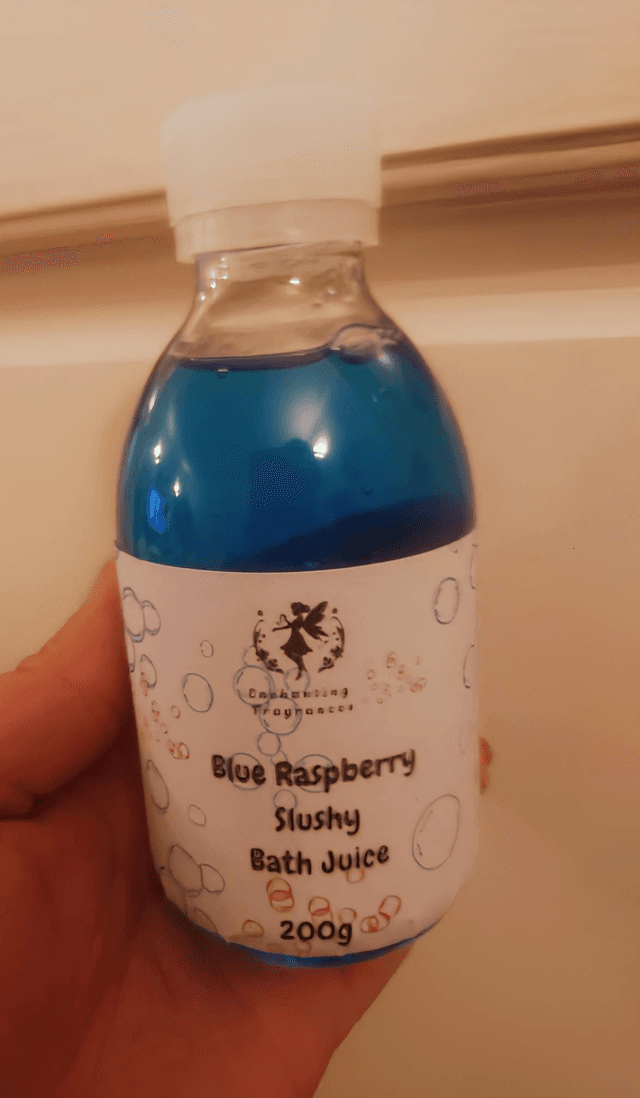 Enchanting
Fragrances
Blue Raspberry
Slushy
Bath Juice
200g